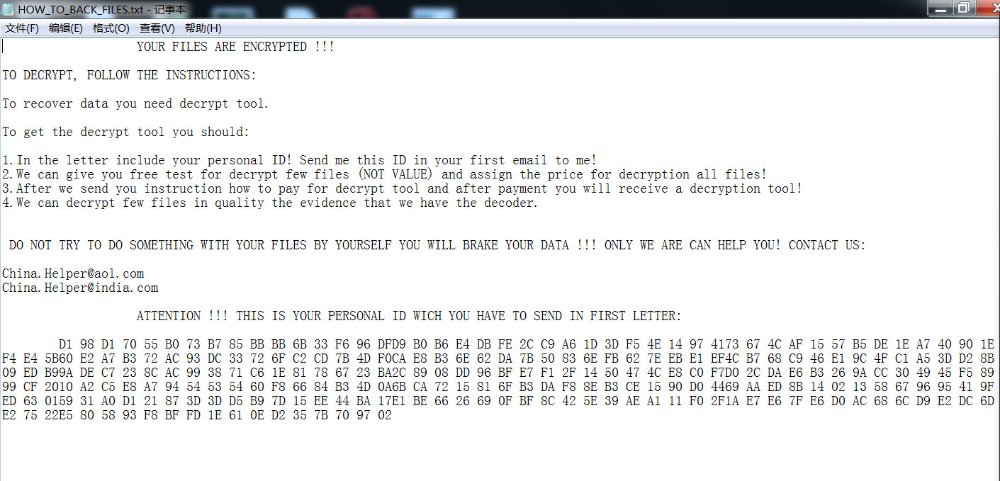 HOW_TO_BACK_FILES.txt - 记事本
文件(F) 编辑(E) 格式(O) 查看(V) 帮助(H)
YOUR FILES ARE ENCRYPTED !!!
TO DECRYPT, FOLLOW THE INSTRUCTIONS:
To recover data you need decrypt tool.
To get the decrypt tool you should:
1.In the letter include your personal ID! Send me this ID in your first email to me!
2.We can give you free test for decrypt few files (NOT VALUE) and assign the price for decryption all files!
3.After we send you instruction how to pay for decrypt tool and after payment you will receive a decryption tool!
4.We can decrypt few files in quality the evidence that we have the decoder.
DO NOT TRY TO DO SOMETHING WITH YOUR FILES BY YOURSELF YOU WILL BRAKE YOUR DATA !!! ONLY WE ARE CAN HELP YOU! CONTACT US:
China.Helper@aol.com
China.Helper@india.com
ATTENTION !!! THIS IS YOUR PERSONAL ID WICH YOU HAVE TO SEND IN FIRST LETTER:
D1 98 D1 70 55 B0 73 B7 85 BB BB 6B 33 F6 96 DFD9 B0 B6 E4 DB FE 2C C9 A6 1D 3D F5 4E 14 97 4173 67 4C AF 15 57 B5 DE 1E A7 40 90 1E
F4 E4 5B60 E2 A7 B3 72 AC 93 DC 33 72 6F C2 CD 7B 4D F0CA E8 B3 6E 62 DA 7B 50 83 6E FB 62 7E EB E1 EF4C B7 68 C9 46 E1 9C 4F C1 A5 3D D2 8B
09 ED B99A DE C7 23 8C AC 99 38 71 C6 1E 81 78 67 23 BA2C 89 08 DD 96 BF E7 F1 2F 14 50 47 4C E8 C0 F7D0 2C DA E6 B3 26 9A CC 30 49 45 F5 89
99 CF 2010 A2 C5 E8 A7 94 54 53 54 60 F8 66 84 B3 4D 0A6B CA 72 15 81 6F B3 DA F8 8E B3 CE 15 90 D0 4469 AA ED 8B 14 02 13 58 67 96 95 41 9F
ED 63 0159 31 A0 D1 21 87 3D 3D D5 B9 7D 15 EE 44 BA 17E1 BE 66 26 69 0F BF 8C 42 5E 39 AE A1 11 F0 2F1A E7 E6 7F E6 D0 AC 68 6C D9 E2 DC 6D
E2 75 22E5 80 58 93 F8 BF FD 1E 61 0E D2 35 7B 70 97 02